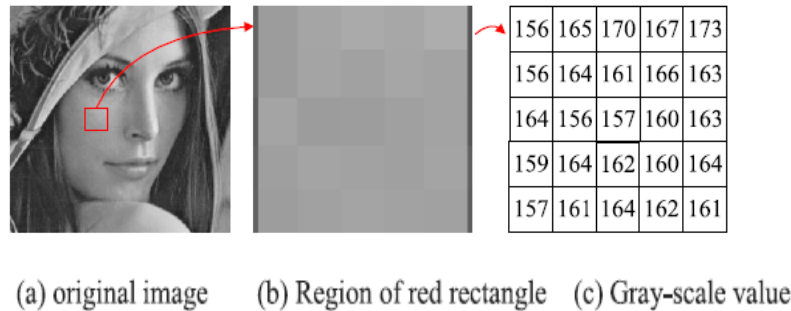 156 165 170 167 173
156 164 161 166 163
164 156 157 160 163
159 164 162 160 164
157 161 164 162 161
(a) original image (b) Region of red rectangle (c) Gray-scale value